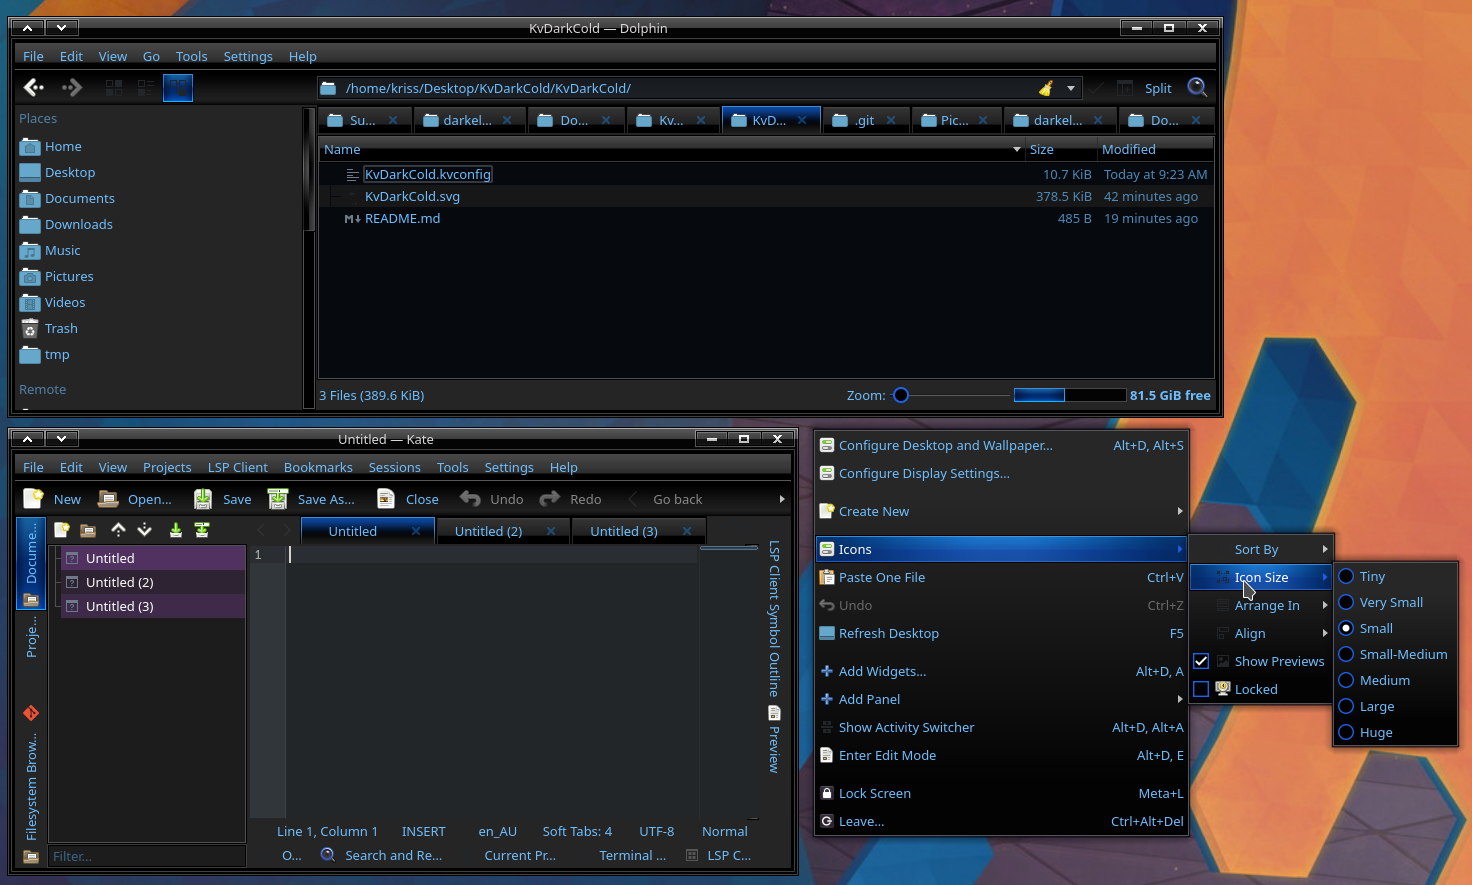 KvDarkCold — Dolphin
File Edit View Go Tools Settings Help
/home/kriss/Desktop/KvDarkCold/KvDarkCold/
Split
Places
Home
Desktop
Documents
Downloads
Music
Pictures
Videos
Trash
tmp
Remote
Su... darkel... Do... Kv... KvD... .git Pic... darkel... Do...
Name Size Modified
KvDarkCold.kvconfig 10.7 KiB Today at 9:23 AM
KvDarkCold.svg 378.5 KiB 42 minutes ago
README.md 485 B 19 minutes ago
3 Files (389.6 KiB) Zoom: 81.5 GiB free
Untitled — Kate
File Edit View Projects LSP Client Bookmarks Sessions Tools Settings Help
New Open... Save Save As... Close Undo Redo Go back
Docume...
Proje...
Filesystem Brow...
Untitled
Untitled (2)
Untitled (3)
Filter...
Untitled Untitled (2) Untitled (3)
1
LSP Client Symbol Outline
Preview
Line 1, Column 1 INSERT en_AU Soft Tabs: 4 UTF-8 Normal
O... Search and Re... Current Pr... Terminal ... LSP C...
Configure Desktop and Wallpaper... Alt+D, Alt+S
Configure Display Settings...
Create New
Icons
Paste One File Ctrl+V
Undo Ctrl+Z
Refresh Desktop F5
Add Widgets... Alt+D, A
Add Panel
Show Activity Switcher Alt+D, Alt+A
Enter Edit Mode Alt+D, E
Lock Screen Meta+L
Leave... Ctrl+Alt+Del
Sort By
Icon Size
Arrange In
Align
Show Previews
Locked
Tiny
Very Small
Small
Small-Medium
Medium
Large
Huge